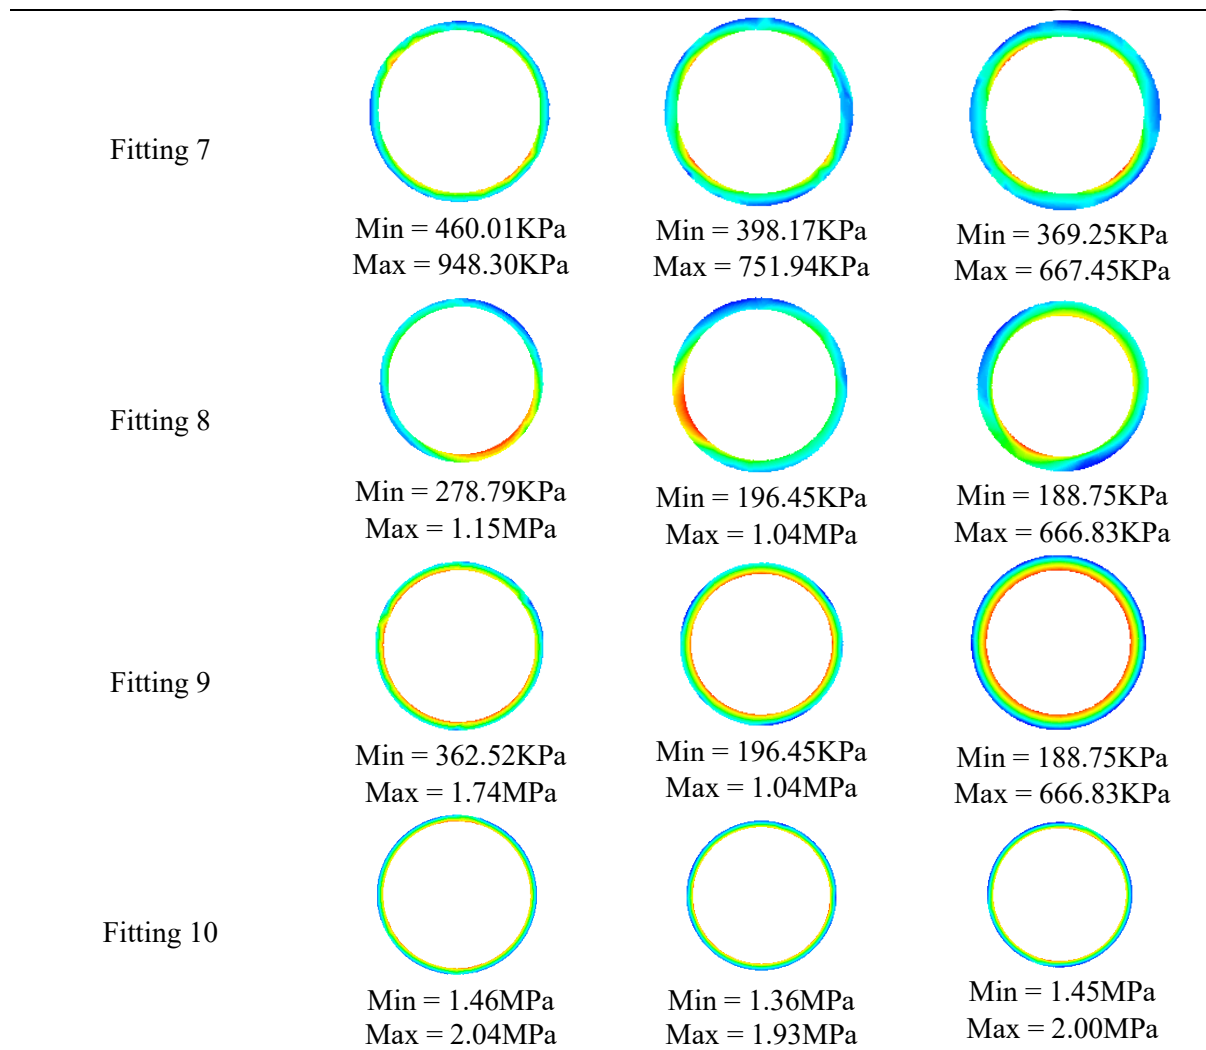 Fitting 7
Min = 460.01KPa
Max = 948.30KPa
Min = 398.17KPa
Max = 751.94KPa
Min = 369.25KPa
Max = 667.45KPa
Fitting 8
Min = 278.79KPa
Max = 1.15MPa
Min = 196.45KPa
Max = 1.04MPa
Min = 188.75KPa
Max = 666.83KPa
Fitting 9
Min = 362.52KPa
Max = 1.74MPa
Min = 196.45KPa
Max = 1.04MPa
Min = 188.75KPa
Max = 666.83KPa
Fitting 10
Min = 1.46MPa
Max = 2.04MPa
Min = 1.36MPa
Max = 1.93MPa
Min = 1.45MPa
Max = 2.00MPa